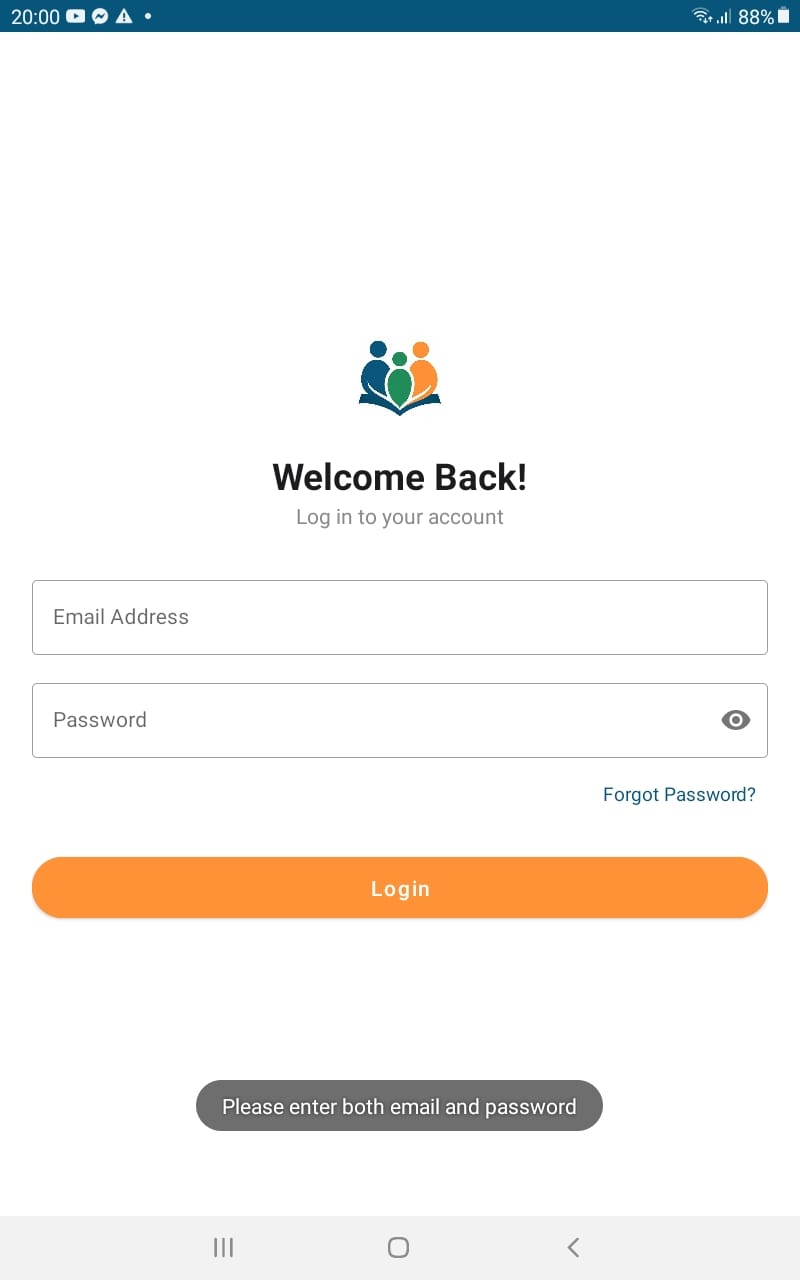 20:00 88%
Welcome Back!
Log in to your account
Email Address
Password
Forgot Password?
Login
Please enter both email and password